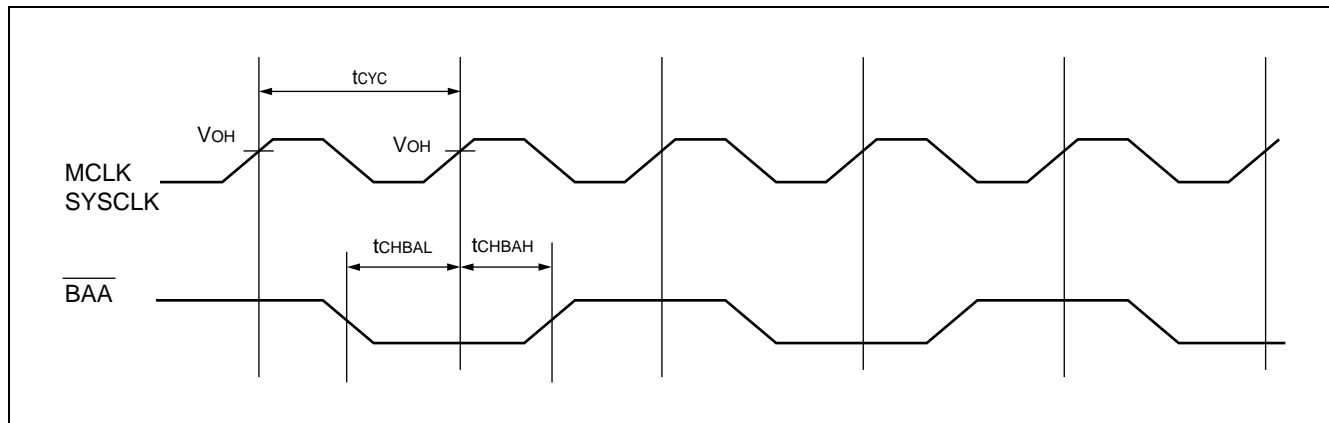 tCYC
VOH
VOH
MCLK
SYSCLK
tCHBAL
tCHBAH
BAA